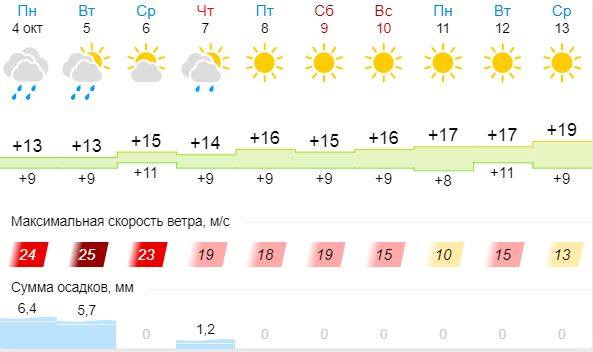 Пн Вт Ср Чт Пт Сб Вс Пн Вт Ср
4 окт 5 6 7 8 9 10 11 12 13
+13 +13 +15 +14 +16 +15 +16 +17 +17 +19
+9 +9 +11 +9 +9 +9 +9 +8 +11 +9
Максимальная скорость ветра, м/с
24 25 23 19 18 19 15 10 15 13
Сумма осадков, мм
6,4 5,7 0 1,2 0 0 0 0 0 0